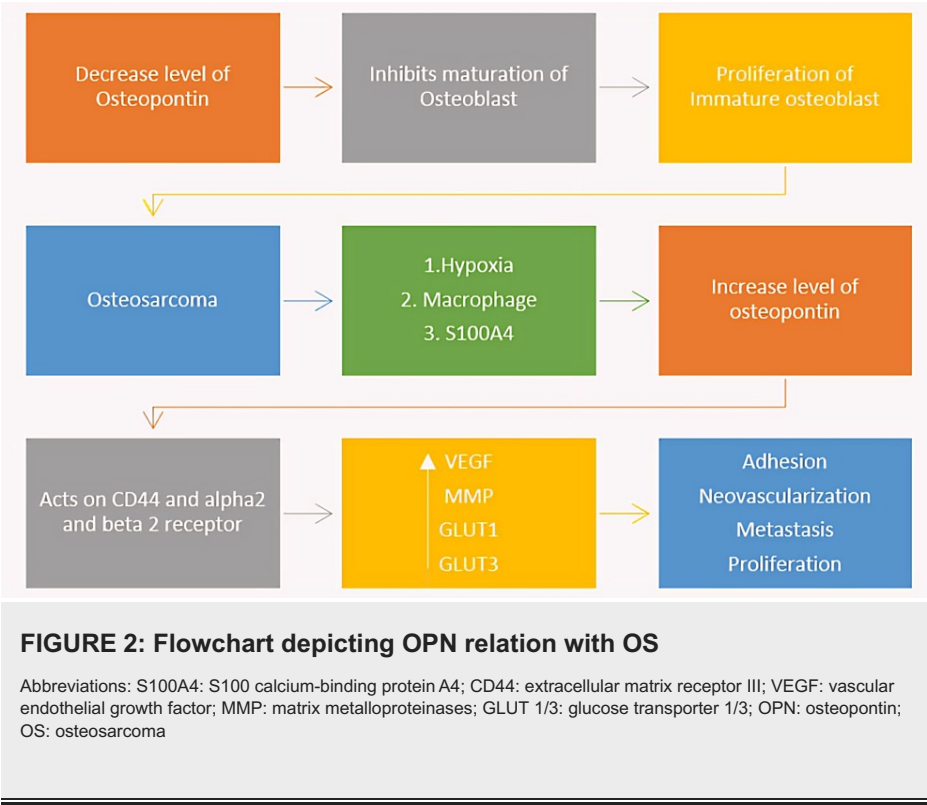 Decrease level of
Osteopontin
Inhibits maturation of
Osteoblast
Proliferation of
Immature osteoblast
Osteosarcoma
1.Hypoxia
2. Macrophage
3. S100A4
Increase level of
osteopontin
Acts on CD44 and alpha2
and beta 2 receptor
VEGF
MMP
GLUT1
GLUT3
Adhesion
Neovascularization
Metastasis
Proliferation
FIGURE 2: Flowchart depicting OPN relation with OS
Abbreviations: S100A4: S100 calcium-binding protein A4; CD44: extracellular matrix receptor III; VEGF: vascular
endothelial growth factor; MMP: matrix metalloproteinases; GLUT 1/3: glucose transporter 1/3; OPN: osteopontin;
OS: osteosarcoma